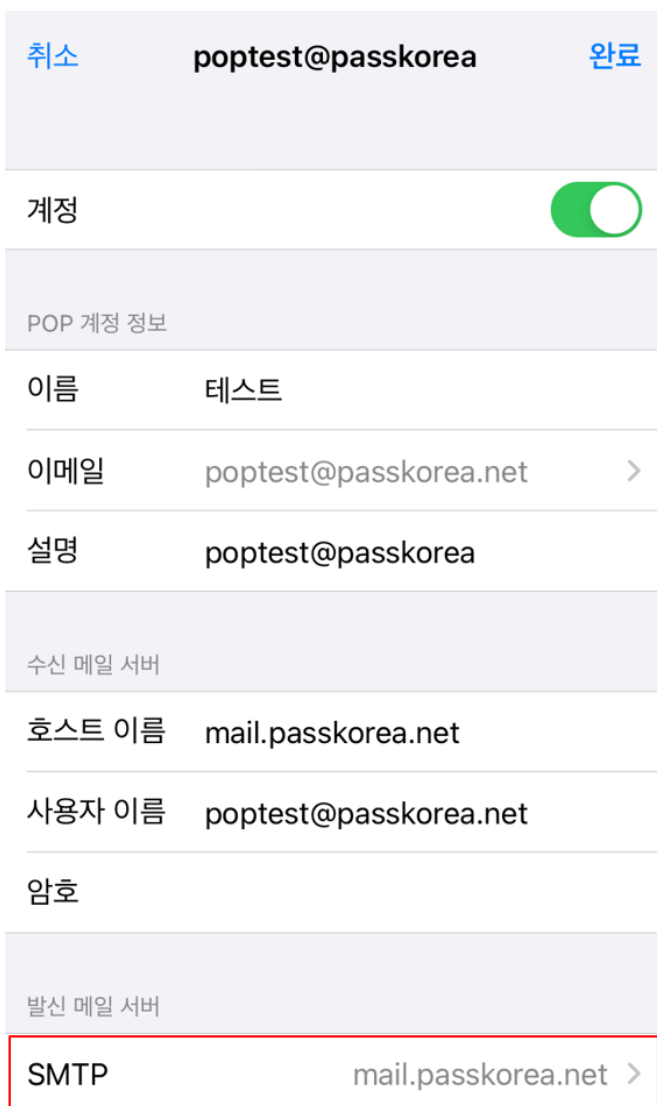 취소 poptest@passkorea 완료
계정
POP 계정 정보
이름 테스트
이메일 poptest@passkorea.net
설명 poptest@passkorea
수신 메일 서버
호스트 이름 mail.passkorea.net
사용자 이름 poptest@passkorea.net
암호
발신 메일 서버
SMTP mail.passkorea.net